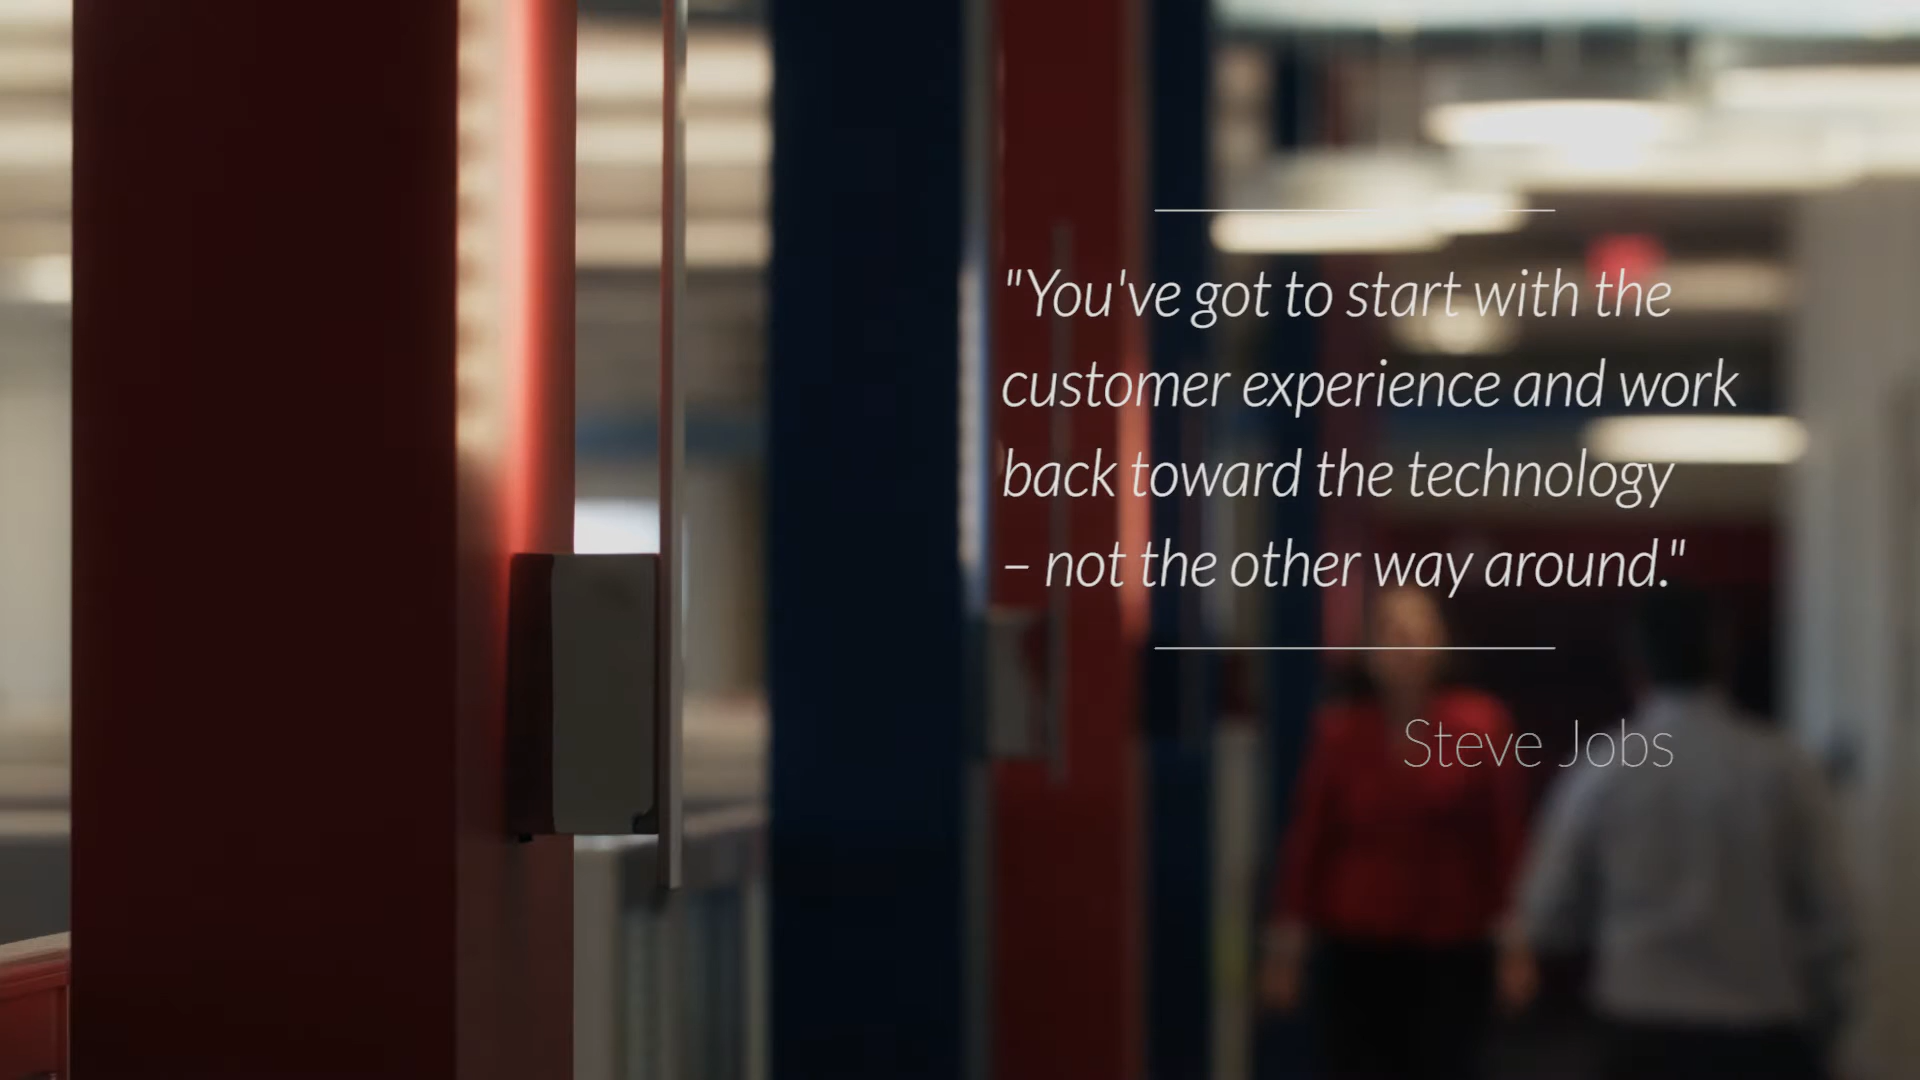 "You've got to start with the
customer experience and work
back toward the technology
– not the other way around."
Steve Jobs